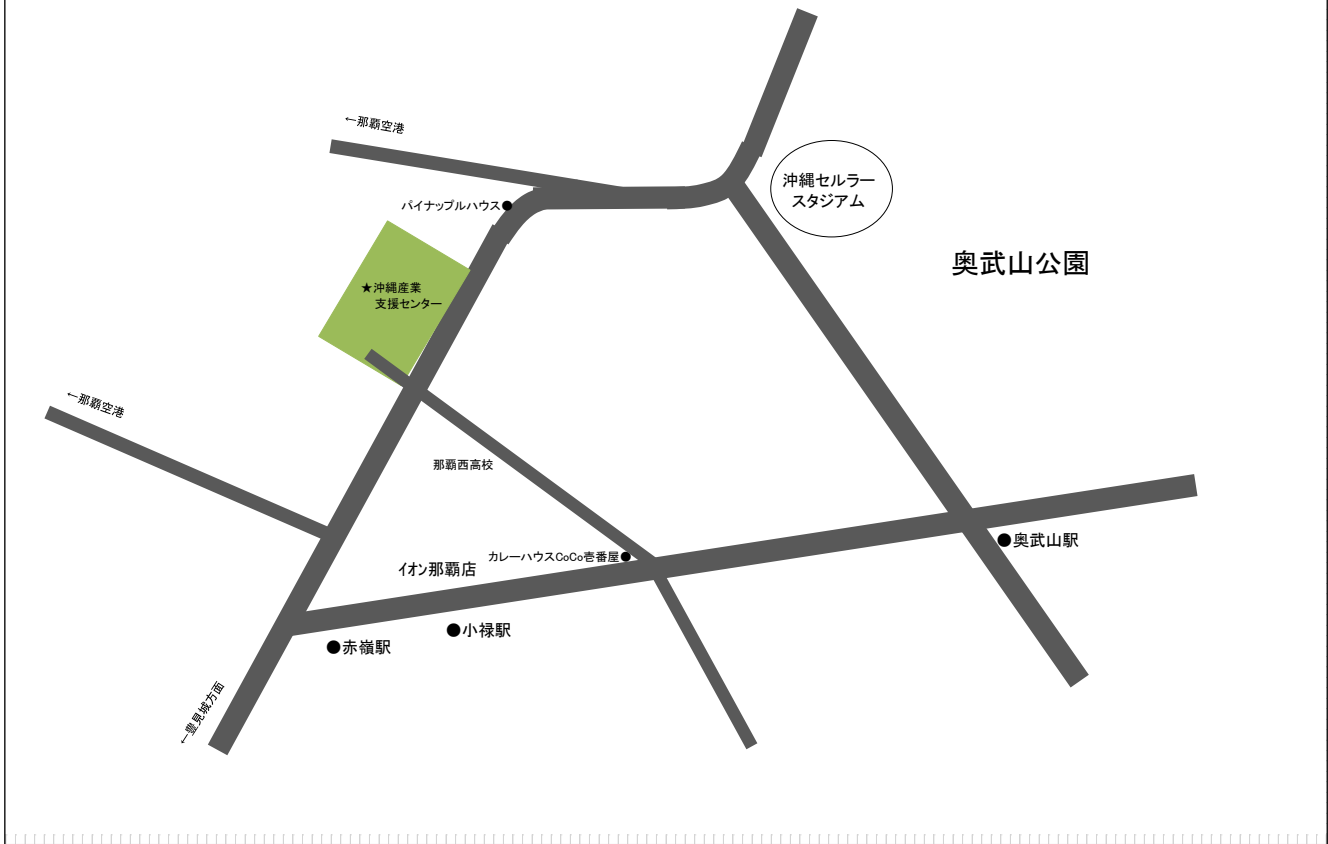 ←那覇空港
沖縄セルラー
スタジアム
パイナップルハウス●
奥武山公園
★沖縄産業
支援センター
←那覇空港
那覇西高校
●奥武山駅
カレーハウスCoCo壱番屋●
イオン那覇店
●小禄駅
●赤嶺駅
←豊見城方面